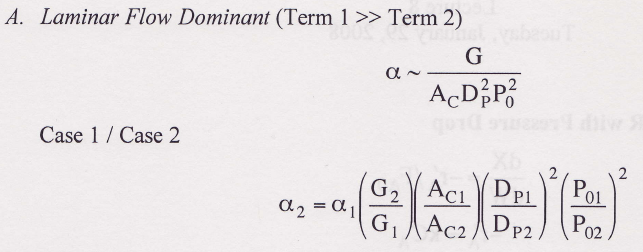 A. Laminar Flow Dominant (Term 1 >> Term 2)
α ~ G / (A_C D_P^2 P_0^2)
Case 1 / Case 2
α_2 = α_1 (G_2 / G_1) (A_C1 / A_C2) (D_P1 / D_P2)^2 (P_01 / P_02)^2